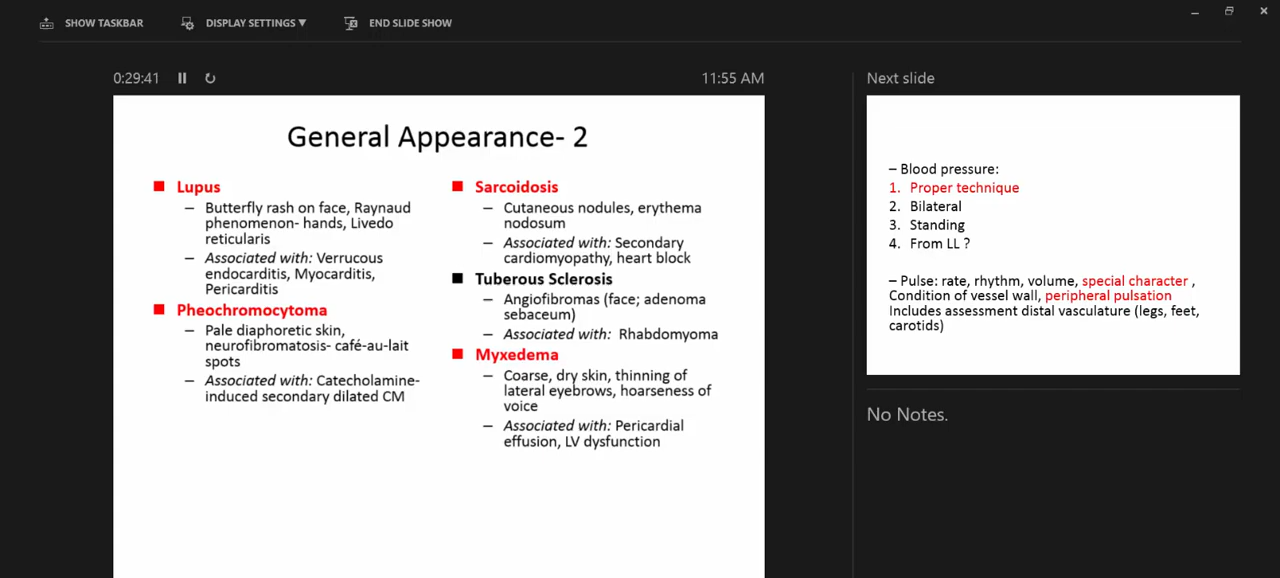 SHOW TASKBAR
DISPLAY SETTINGS ▼
END SLIDE SHOW
0:29:41
11:55 AM
General Appearance- 2
Lupus
– Butterfly rash on face, Raynaud
phenomenon- hands, Livedo
reticularis
– Associated with: Verrucous
endocarditis, Myocarditis,
Pericarditis
Pheochromocytoma
– Pale diaphoretic skin,
neurofibromatosis- café-au-lait
spots
– Associated with: Catecholamine-
induced secondary dilated CM
Sarcoidosis
– Cutaneous nodules, erythema
nodosum
– Associated with: Secondary
cardiomyopathy, heart block
Tuberous Sclerosis
– Angiofibromas (face; adenoma
sebaceum)
– Associated with: Rhabdomyoma
Myxedema
– Coarse, dry skin, thinning of
lateral eyebrows, hoarseness of
voice
– Associated with: Pericardial
effusion, LV dysfunction
Next slide
– Blood pressure:
1. Proper technique
2. Bilateral
3. Standing
4. From LL ?
– Pulse: rate, rhythm, volume, special character ,
Condition of vessel wall, peripheral pulsation
Includes assessment distal vasculature (legs, feet,
carotids)
No Notes.